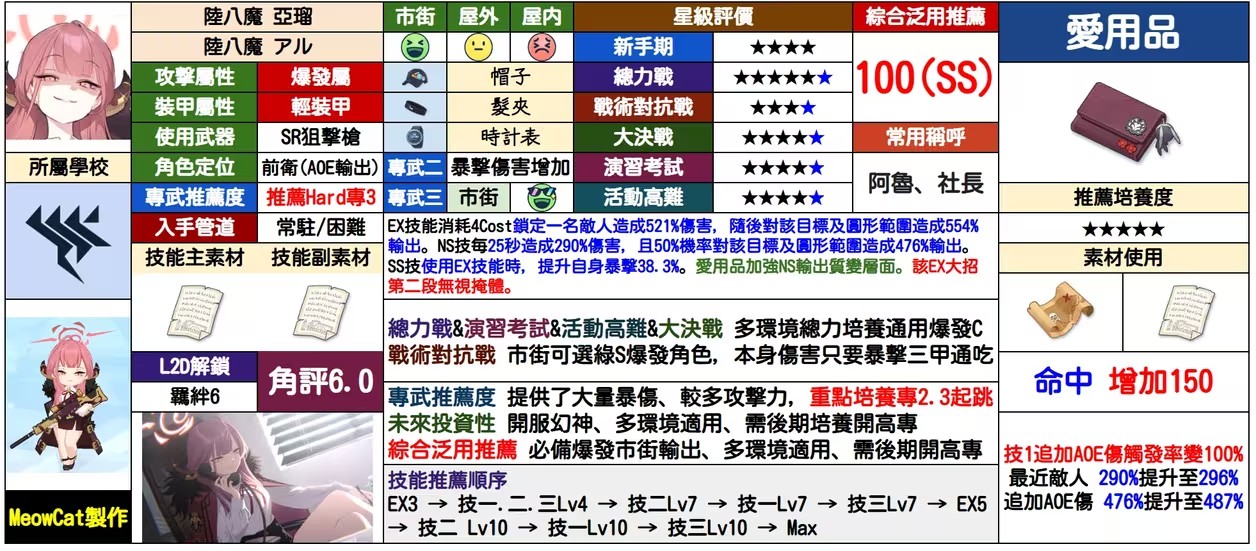 陸八魔 亞瑠
市街 屋外 屋內
星級評價
綜合泛用推薦
愛用品
陸八魔 アル
新手期 ★★★★
100(SS)
攻擊屬性 爆發屬
帽子
總力戰 ★★★★★★
裝甲屬性 輕裝甲
髮夾
戰術對抗戰 ★★★★
使用武器 SR狙擊槍
時計表
大決戰 ★★★★★
常用稱呼
所屬學校
角色定位 前衛(AOE輸出)
專武二 暴擊傷害增加
演習考試 ★★★★★
阿魯、社長
專武推薦度 推薦Hard專3
專武三 市街
活動高難 ★★★★★
推薦培養度
入手管道 常駐/困難
★★★★★
技能主素材 技能副素材
EX技能消耗4Cost鎖定一名敵人造成521%傷害, 隨後對該目標及圓形範圍造成554%
輸出。NS技每25秒造成290%傷害, 且50%機率對該目標及圓形範圍造成476%輸出。
SS技使用EX技能時, 提升自身暴擊38.3%。愛用品加強NS輸出質變層面。該EX大招
第二段無視掩體。
素材使用
總力戰&演習考試&活動高難&大決戰 多環境總力培養通用爆發C
戰術對抗戰 市街可選綠S爆發角色, 本身傷害只要暴擊三甲通吃
L2D解鎖
羈絆6
角評6.0
命中 增加150
專武推薦度 提供了大量暴傷、較多攻擊力, 重點培養專2.3起跳
未來投資性 開服幻神、多環境適用、需後期培養開高專
綜合泛用推薦 必備爆發市街輸出、多環境適用、需後期開高專
技1追加AOE傷觸發率變100%
最近敵人 290%提升至296%
追加AOE傷 476%提升至487%
技能推薦順序
EX3 → 技一.二.三Lv4 → 技二Lv7 → 技一Lv7 → 技三Lv7 → EX5
→ 技二 Lv10 → 技一Lv10 → 技三Lv10 → Max
MeowCat製作